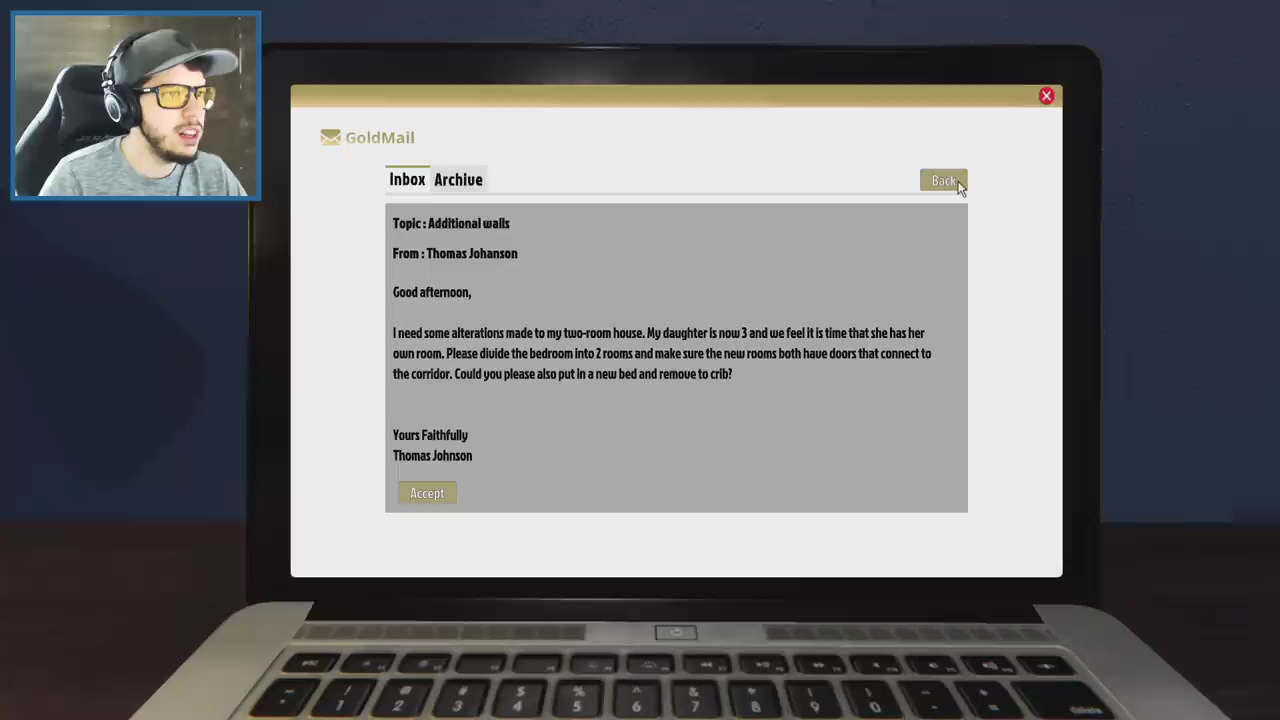 GoldMail
Inbox Archive
Back
Topic : Additional walls
From : Thomas Johanson
Good afternoon,
I need some alterations made to my two-room house. My daughter is now 3 and we feel it is time that she has her
own room. Please divide the bedroom into 2 rooms and make sure the new rooms both have doors that connect to
the corridor. Could you please also put in a new bed and remove to crib?
Yours Faithfully
Thomas Johnson
Accept